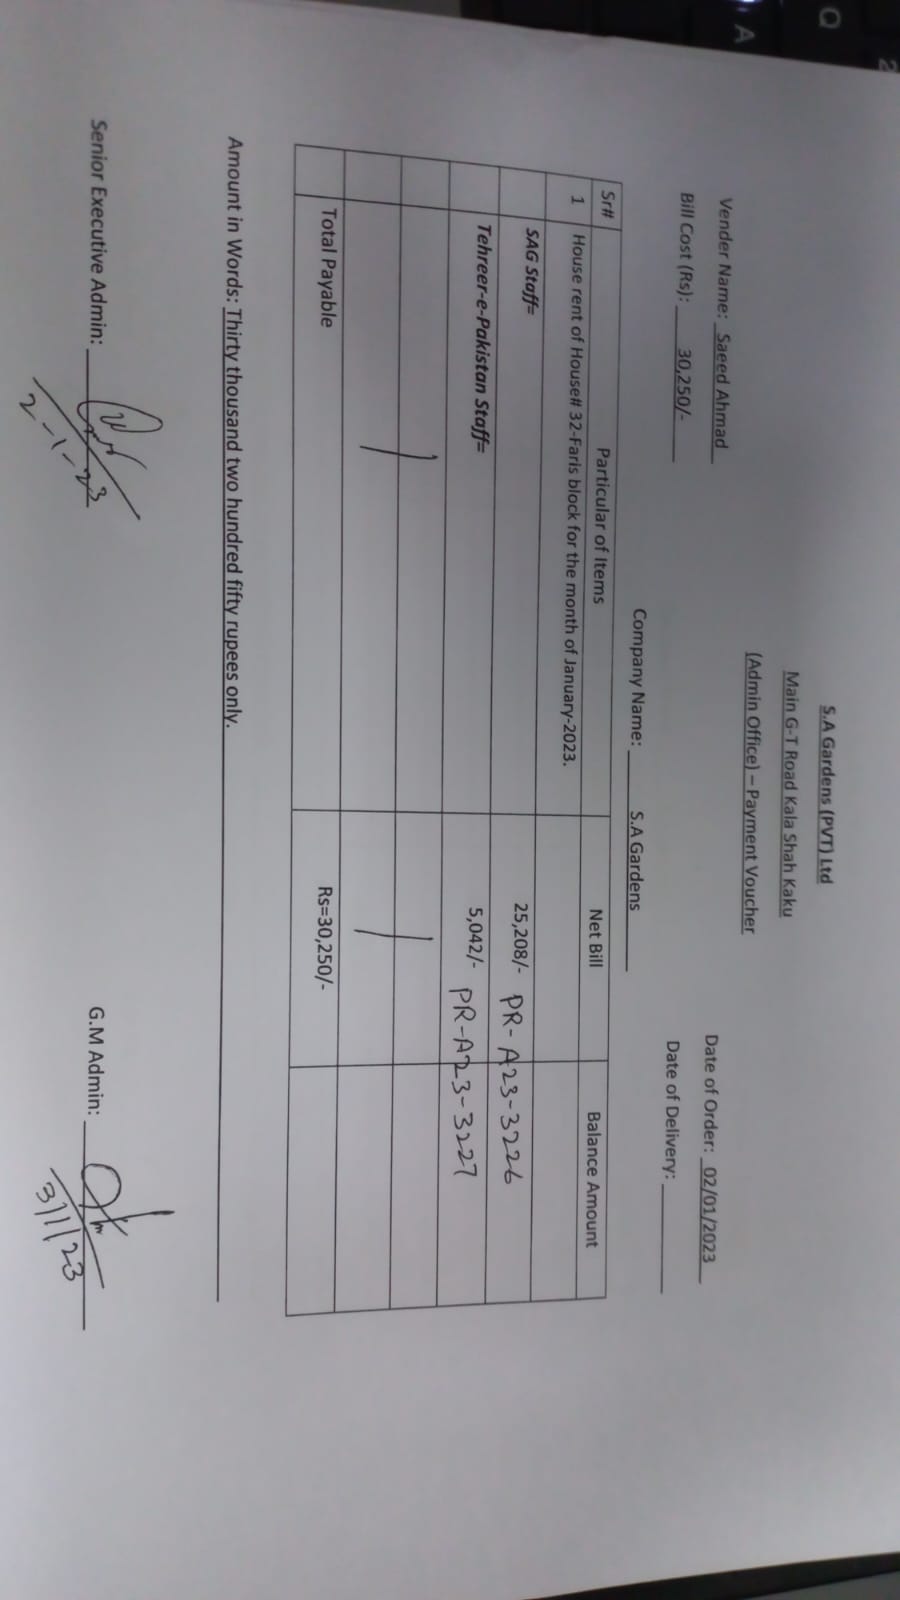 S.A Gardens (PVT) Ltd
Main G-T Road Kala Shah Kaku
(Admin Office) – Payment Voucher
Vender Name: Saeed Ahmad Date of Order: 02/01/2023
Bill Cost (Rs): 30,250/- Company Name: S.A Gardens Date of Delivery:
Sr# Particular of Items Net Bill Balance Amount
1 House rent of House# 32-Faris block for the month of January-2023.
SAG Staff= 25,208/- PR-A23-3226
Tehreer-e-Pakistan Staff= 5,042/- PR-A23-3227
Total Payable Rs=30,250/-
Amount in Words: Thirty thousand two hundred fifty rupees only.
Senior Executive Admin: G.M Admin:
2-1-23 3/1/23
Q
A
2